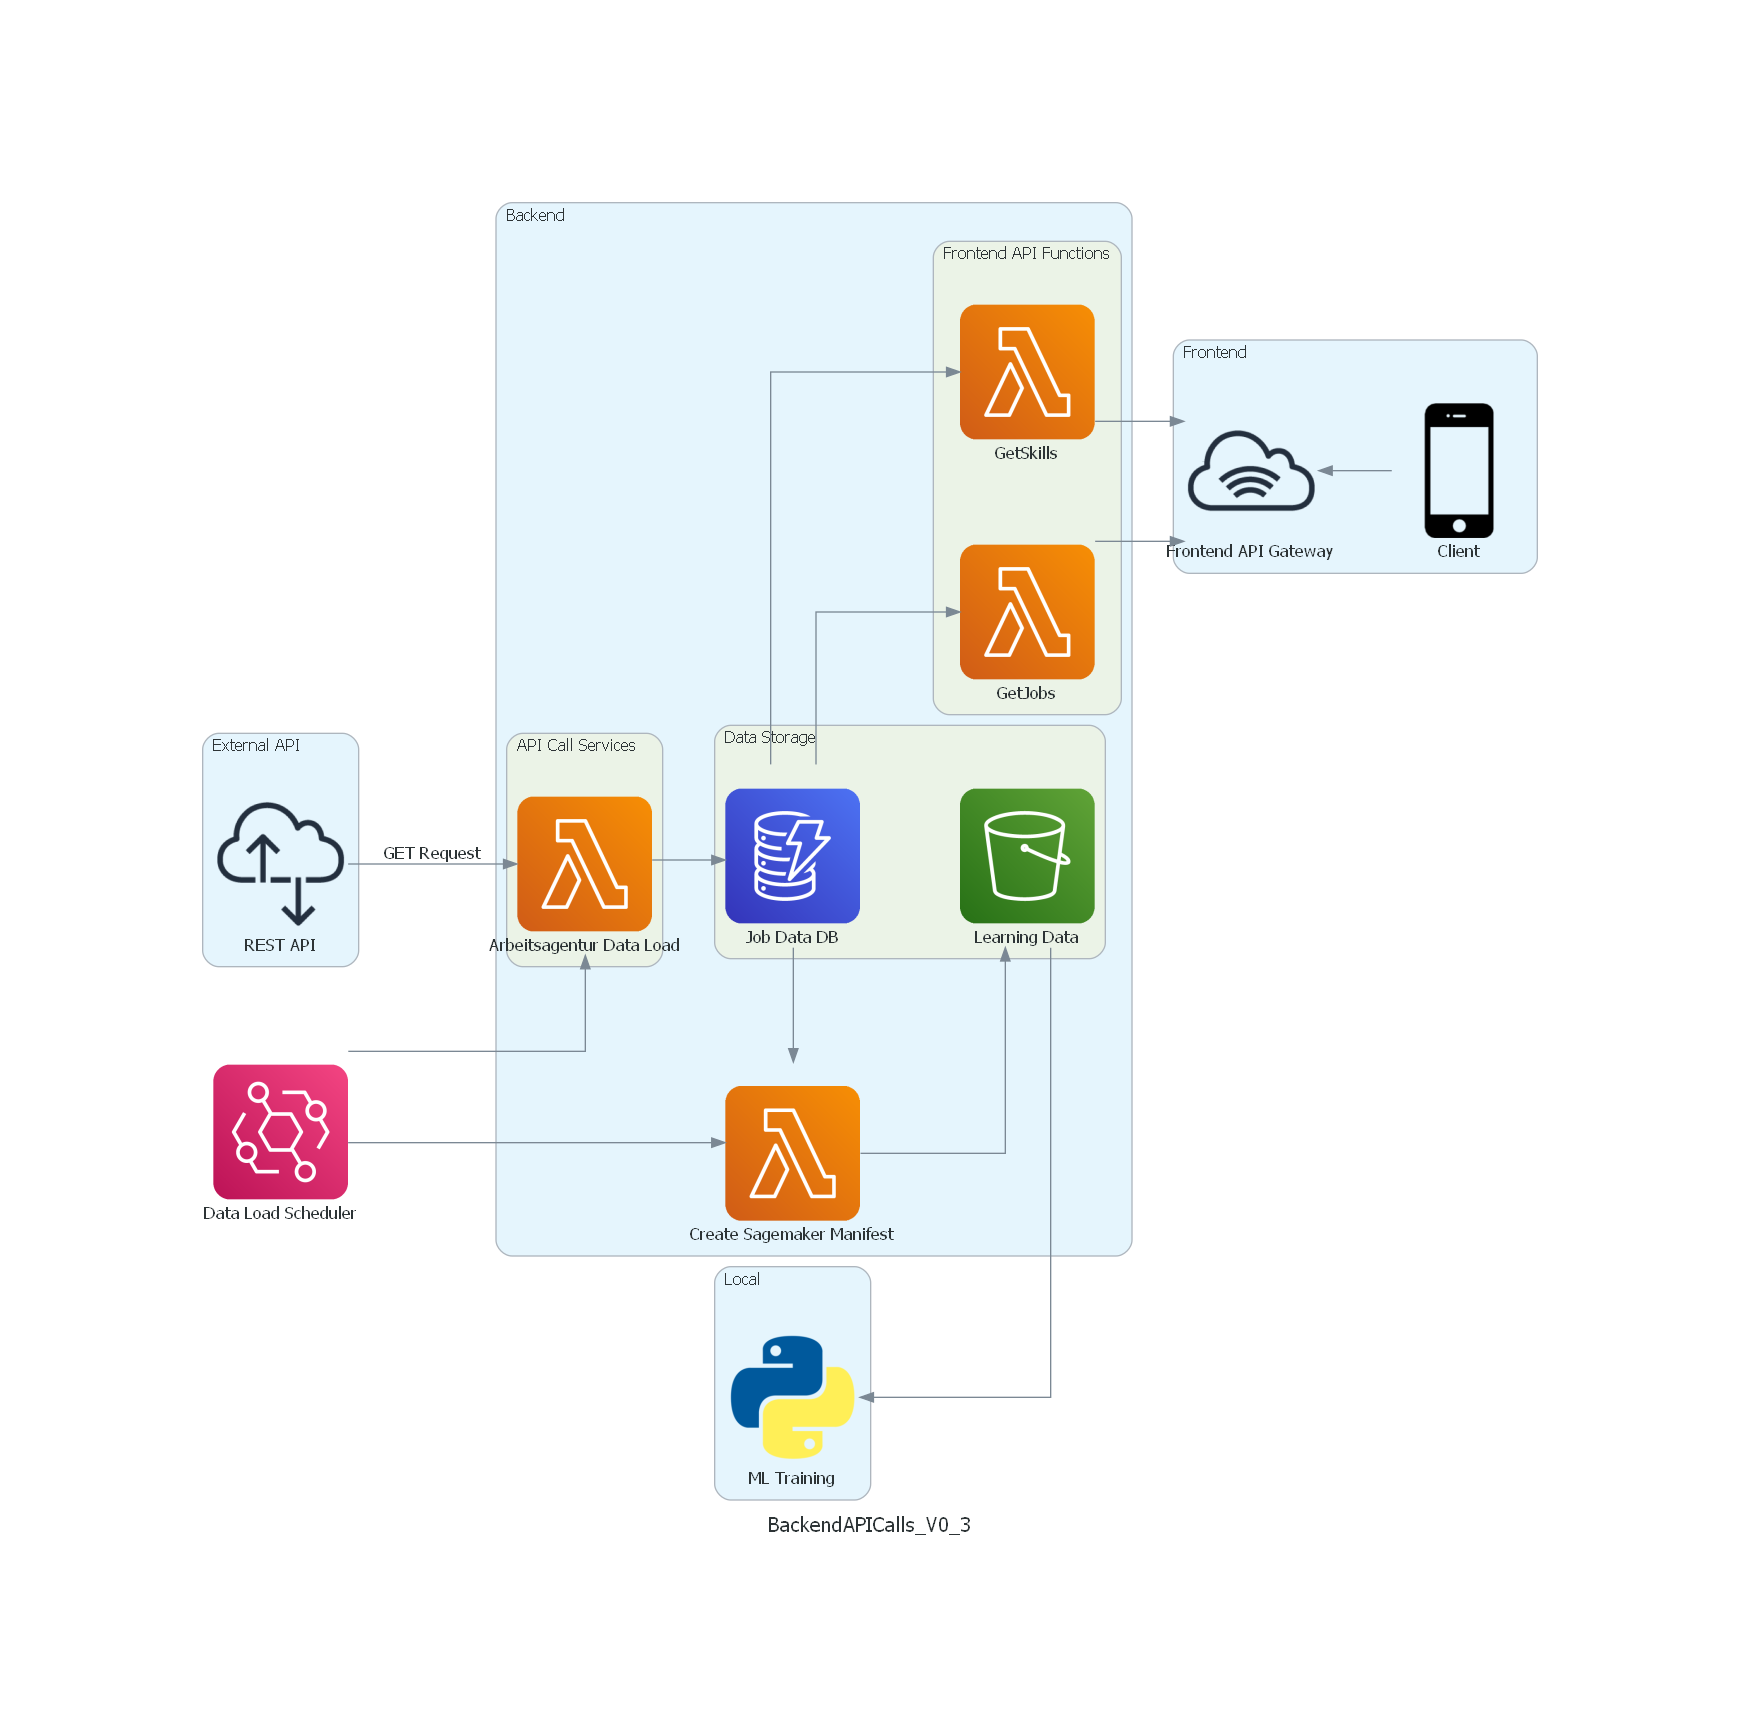 Backend
Frontend API Functions
GetSkills
Frontend
Frontend API Gateway
Client
GetJobs
External API
REST API
GET Request
API Call Services
Arbeitsagentur Data Load
Data Storage
Job Data DB
Learning Data
Data Load Scheduler
Create Sagemaker Manifest
Local
ML Training
BackendAPICalls_V0_3